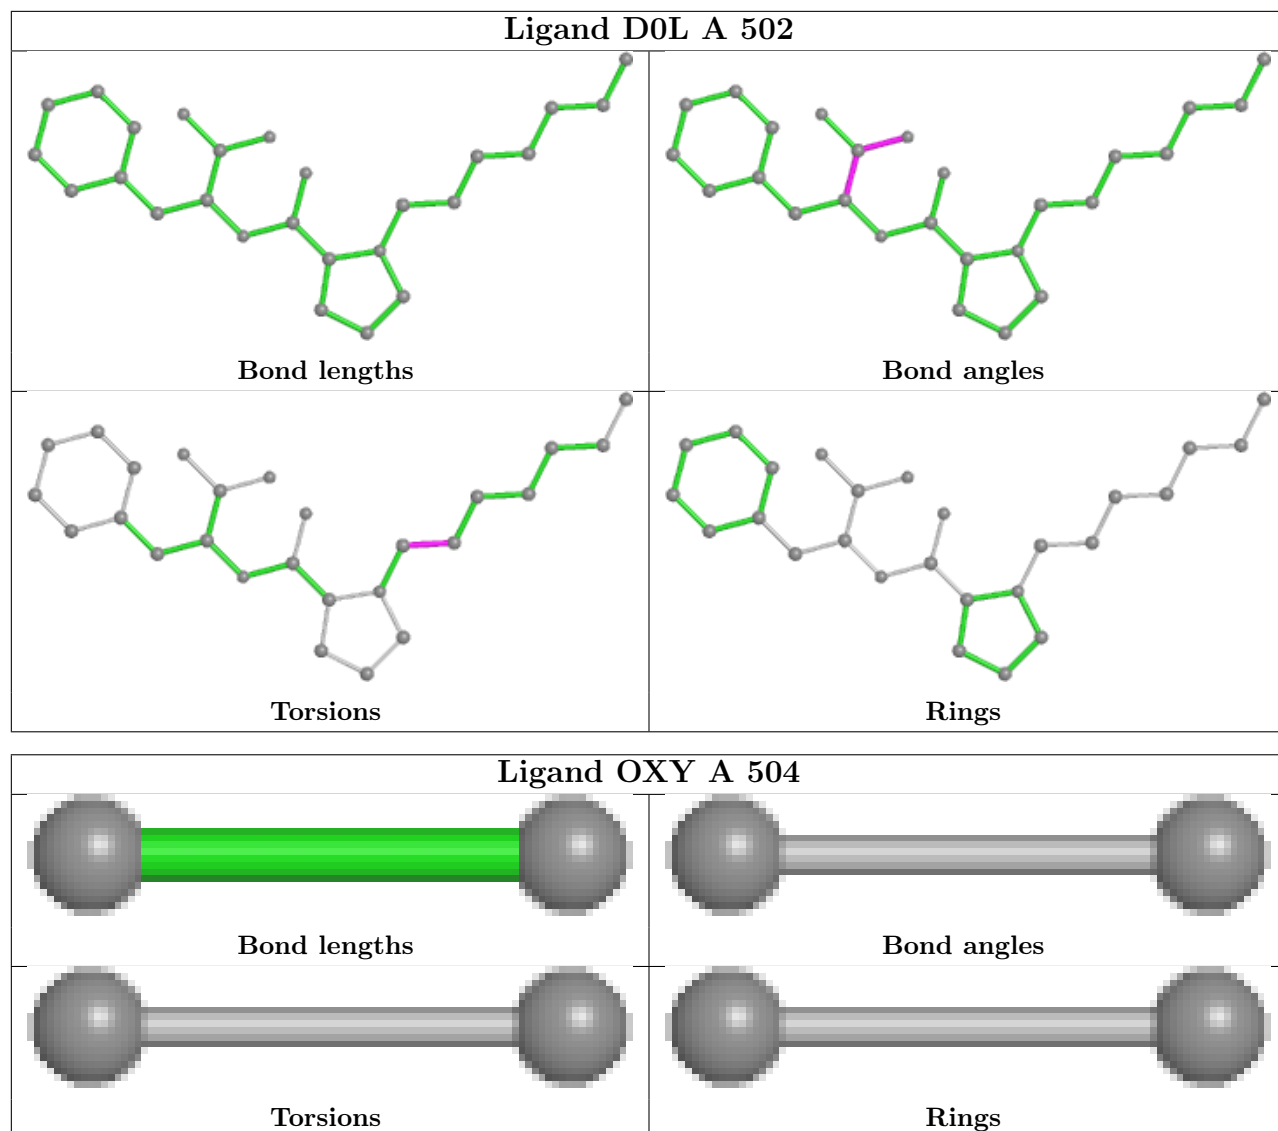 Ligand D0L A 502
Bond lengths
Bond angles
Torsions
Rings
Ligand OXY A 504
Bond lengths
Bond angles
Torsions
Rings